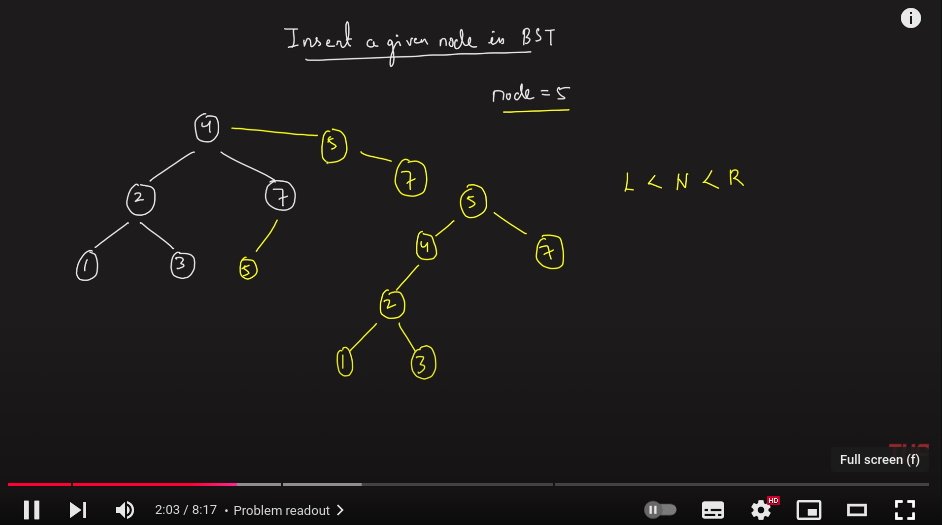 Insert a given node in BST
node = 5
4
5
7
2
7
L < N < R
5
4
7
1
3
5
2
1
3
Full screen (f)
2:03 / 8:17 • Problem readout
HD